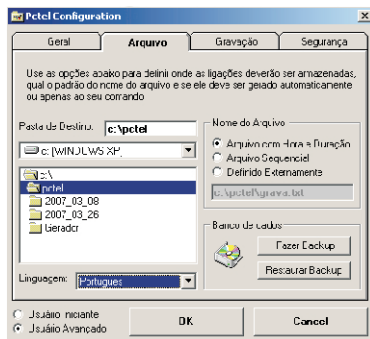 Pctel Configuration
Geral
Arquivo
Gravação
Segurança
Use as opções abaixo para definir onde as ligações deverão ser armazenadas,
qual o padrão do nome do arquivo e se ele deve ser gerado automaticamente
ou apenas ao seu comando
Pasta de Destino:
c:\pctel
c: [WINDOWS XP]
c:\
pctel
2007_03_08
2007_03_26
Gerador
Linguagem:
Portugues
Nome do Arquivo
Arquivo com Hora e Duração
Arquivo Sequencial
Definido Externamente
c:\pctel\grava.txt
Banco de dados
Fazer Backup
Restaurar Backup
Usuário Iniciante
Usuário Avançado
OK
Cancel